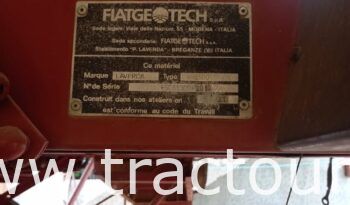 FIATGEOTECH S.p.A.
Sede legale: Viale delle Nazioni, 55 - MODENA - ITALIA
Sede secondaria: FIATGEOTECH S.p.A.
Stabilimento "P. LAVERDA" - BREGANZE (VI) ITALIA
Ce matériel
Marque LAVERDA Type
N° de Série
Construit dans nos ateliers en
est conforme au code du Travail
www.tractour